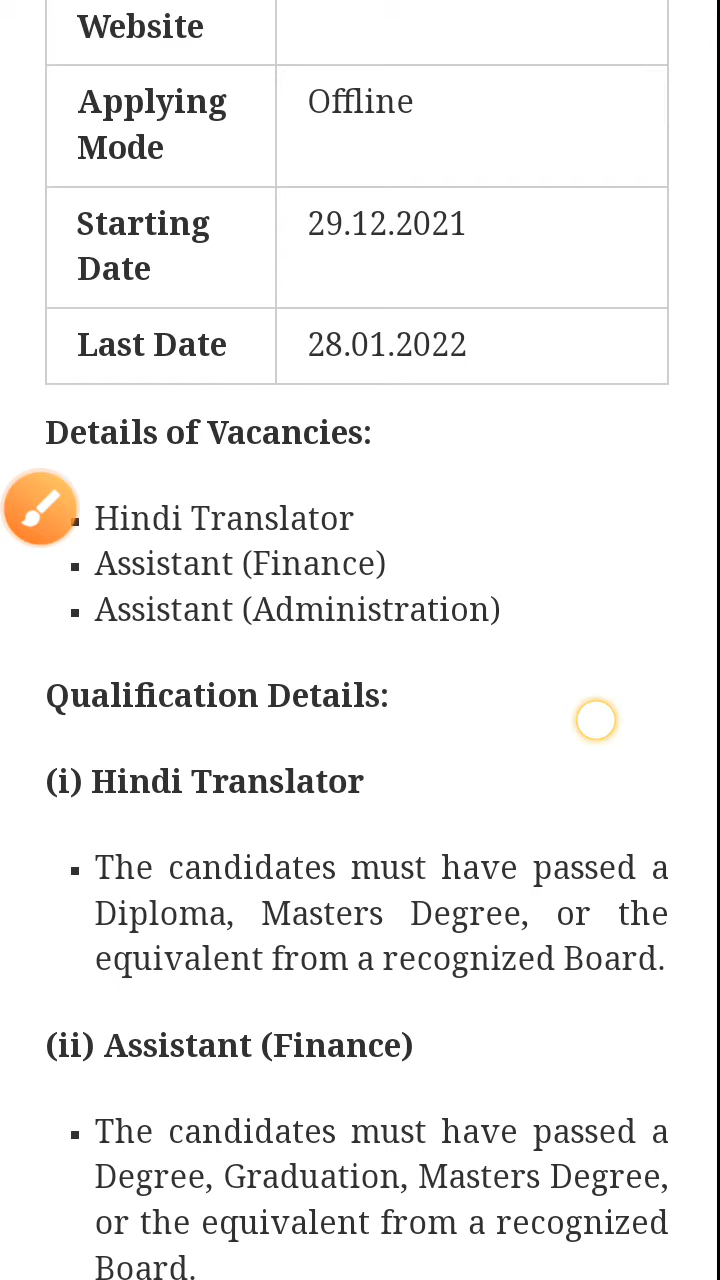 Website
Applying Offline
Mode
Starting 29.12.2021
Date
Last Date 28.01.2022
Details of Vacancies:
▪ Hindi Translator
▪ Assistant (Finance)
▪ Assistant (Administration)
Qualification Details:
(i) Hindi Translator
▪ The candidates must have passed a
Diploma, Masters Degree, or the
equivalent from a recognized Board.
(ii) Assistant (Finance)
▪ The candidates must have passed a
Degree, Graduation, Masters Degree,
or the equivalent from a recognized
Board.